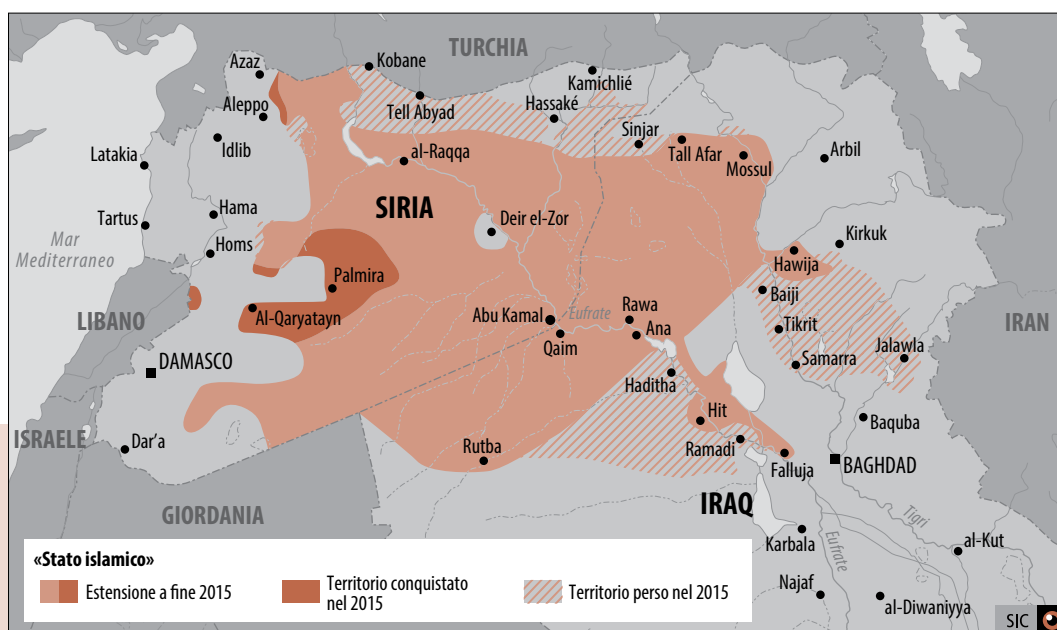 TURCHIA
Azaz
Kobane
Kamichlié
Aleppo
Tell Abyad
Hassaké
Idlib
Sinjar
Tall Afar
Mossul
Arbil
Latakia
al-Raqqa
SIRIA
Tartus
Hama
Deir el-Zor
Kirkuk
Mar
Mediterraneo
Homs
Hawija
Palmira
Baiji
LIBANO
Al-Qaryatayn
Abu Kamal
Eufrate
Rawa
Ana
Qaim
Tikrit
IRAN
DAMASCO
Haditha
Samarra
Jalawla
Hit
Baquba
ISRAELE
Dar'a
Rutba
Ramadi
Falluja
BAGHDAD
GIORDANIA
IRAQ
Tigri
Karbala
Eufrate
al-Kut
Najaf
al-Diwaniyya
«Stato islamico»
Estensione a fine 2015
Territorio conquistato
nel 2015
Territorio perso nel 2015
SIC